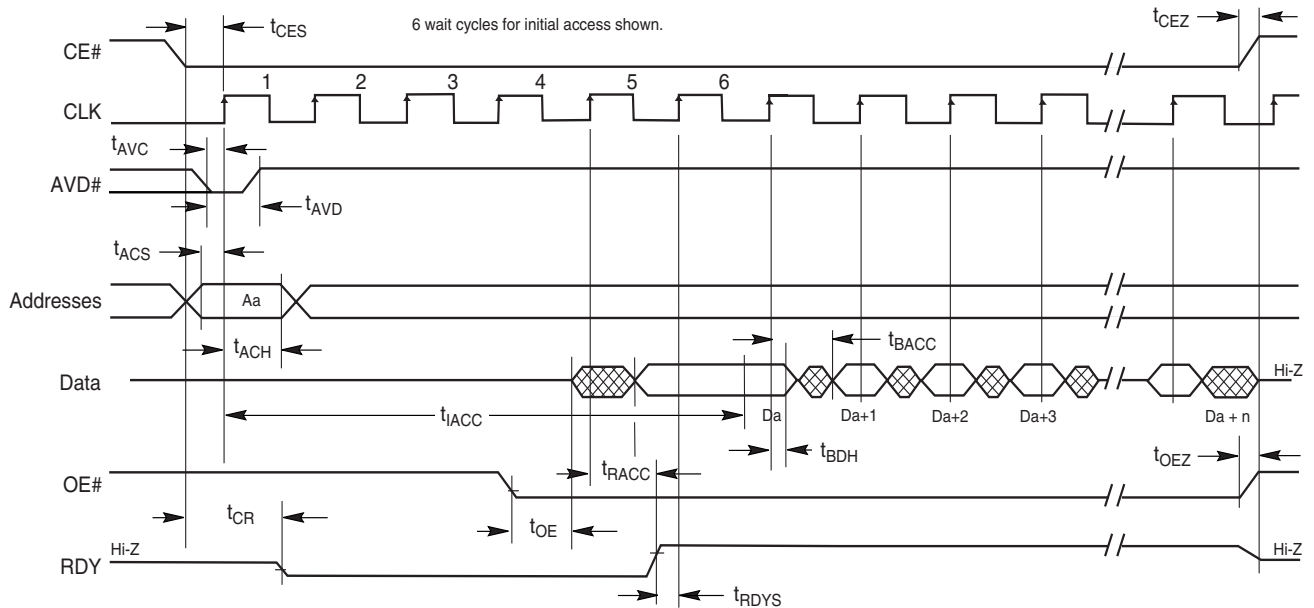 6 wait cycles for initial access shown.
tCES
tCEZ
CE#
1 2 3 4 5 6
CLK
tAVC
AVD#
tAVD
tACS
Addresses
Aa
tACH
tBACC
Data
Hi-Z
tIACC
Da Da+1 Da+2 Da+3 Da + n
tBDH
tRACC
tOEZ
OE#
tCR
tOE
Hi-Z
RDY
Hi-Z
tRDYS